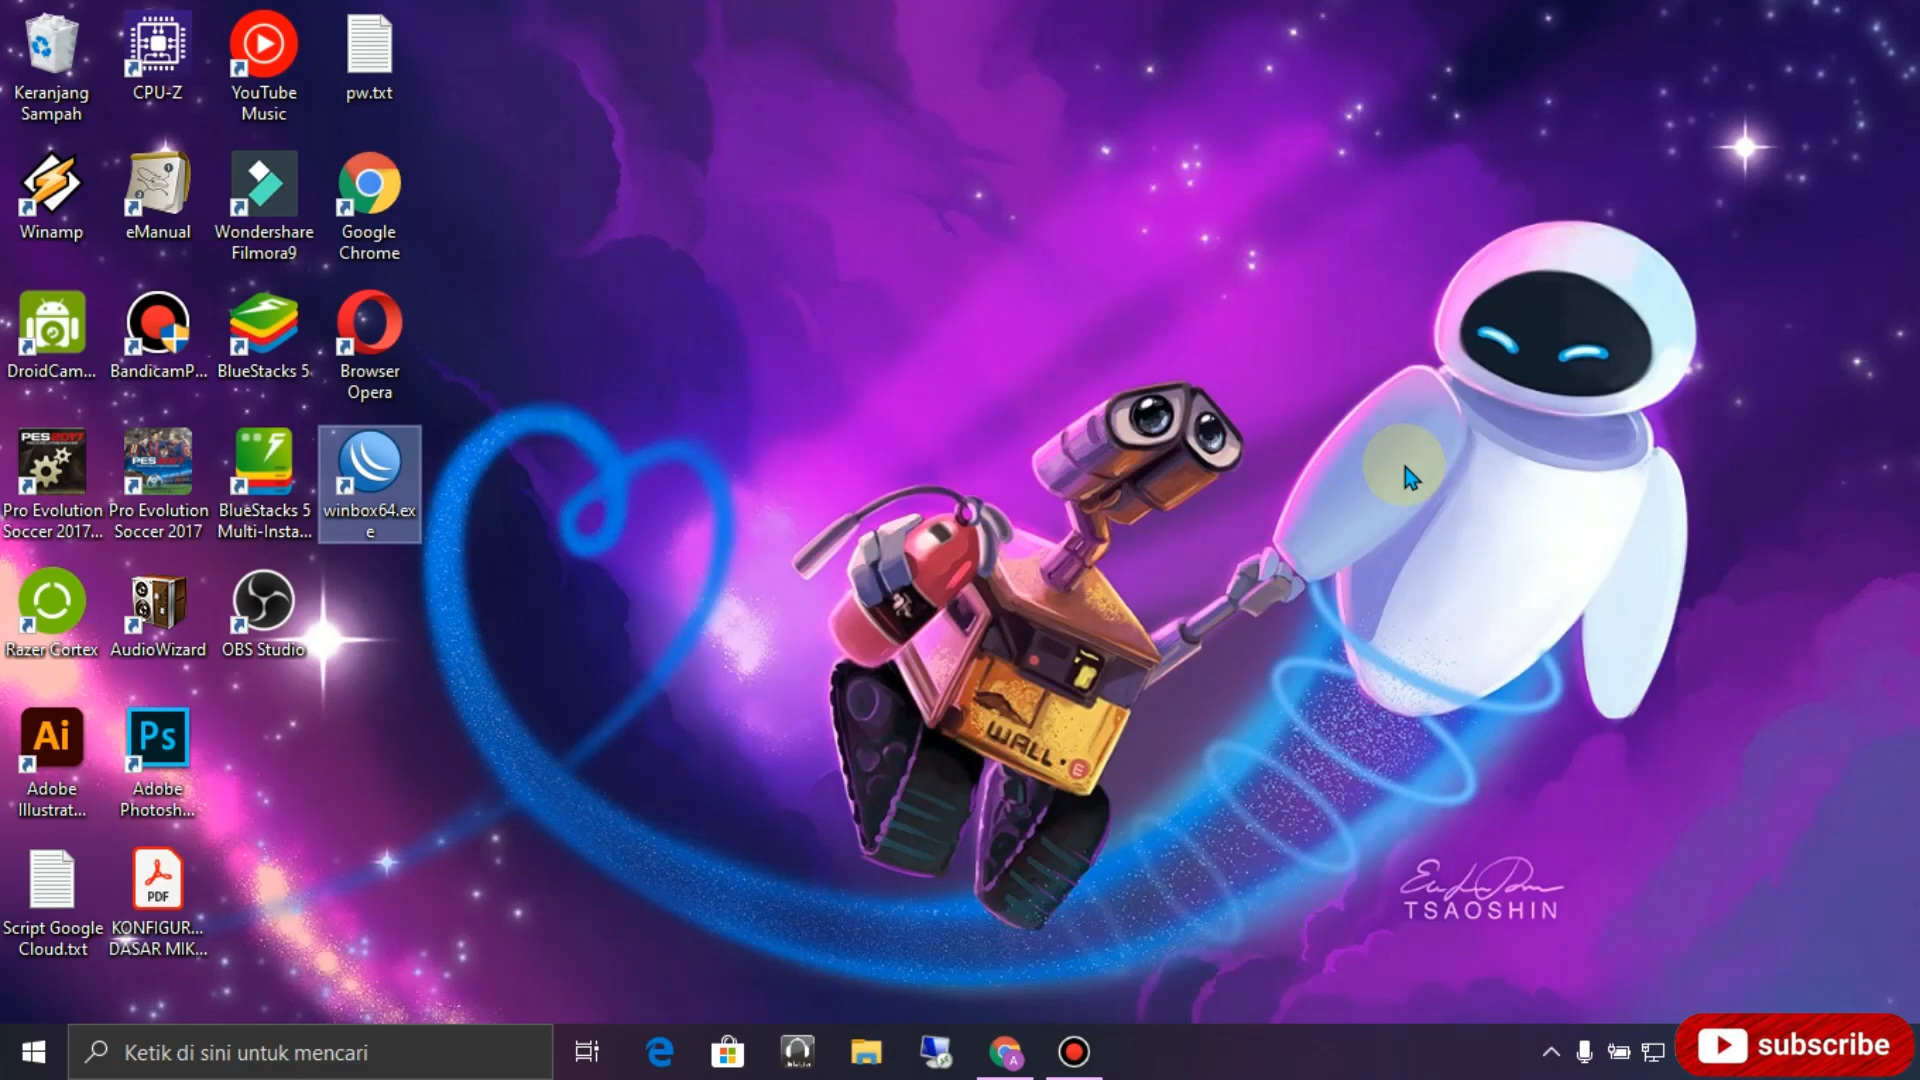 Keranjang
Sampah
CPU-Z
YouTube
Music
pw.txt
Winamp
eManual
Wondershare
Filmora9
Google
Chrome
DroidCam...
BandicamP...
BlueStacks 5
Browser
Opera
PES2017
PES2017
Pro Evolution
Soccer 2017...
Pro Evolution
Soccer 2017
BlueStacks 5
Multi-Insta...
winbox64.ex
e
Razer Cortex
AudioWizard
OBS Studio
Ai
Ps
Adobe
Illustrat...
Adobe
Photosh...
PDF
Script Google
Cloud.txt
KONFIGUR...
DASAR MIK...
WALL·E
TSAOSHIN
Ketik di sini untuk mencari
A
subscribe